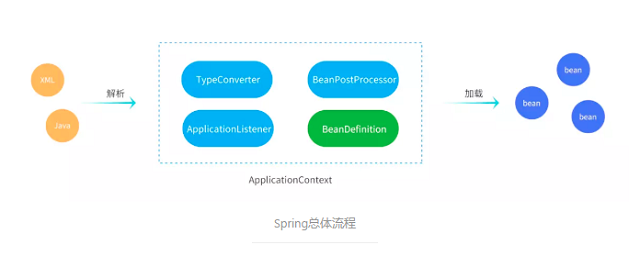 XML
Java
解析
TypeConverter
BeanPostProcessor
ApplicationListener
BeanDefinition
ApplicationContext
加载
bean
bean
bean
Spring总体流程